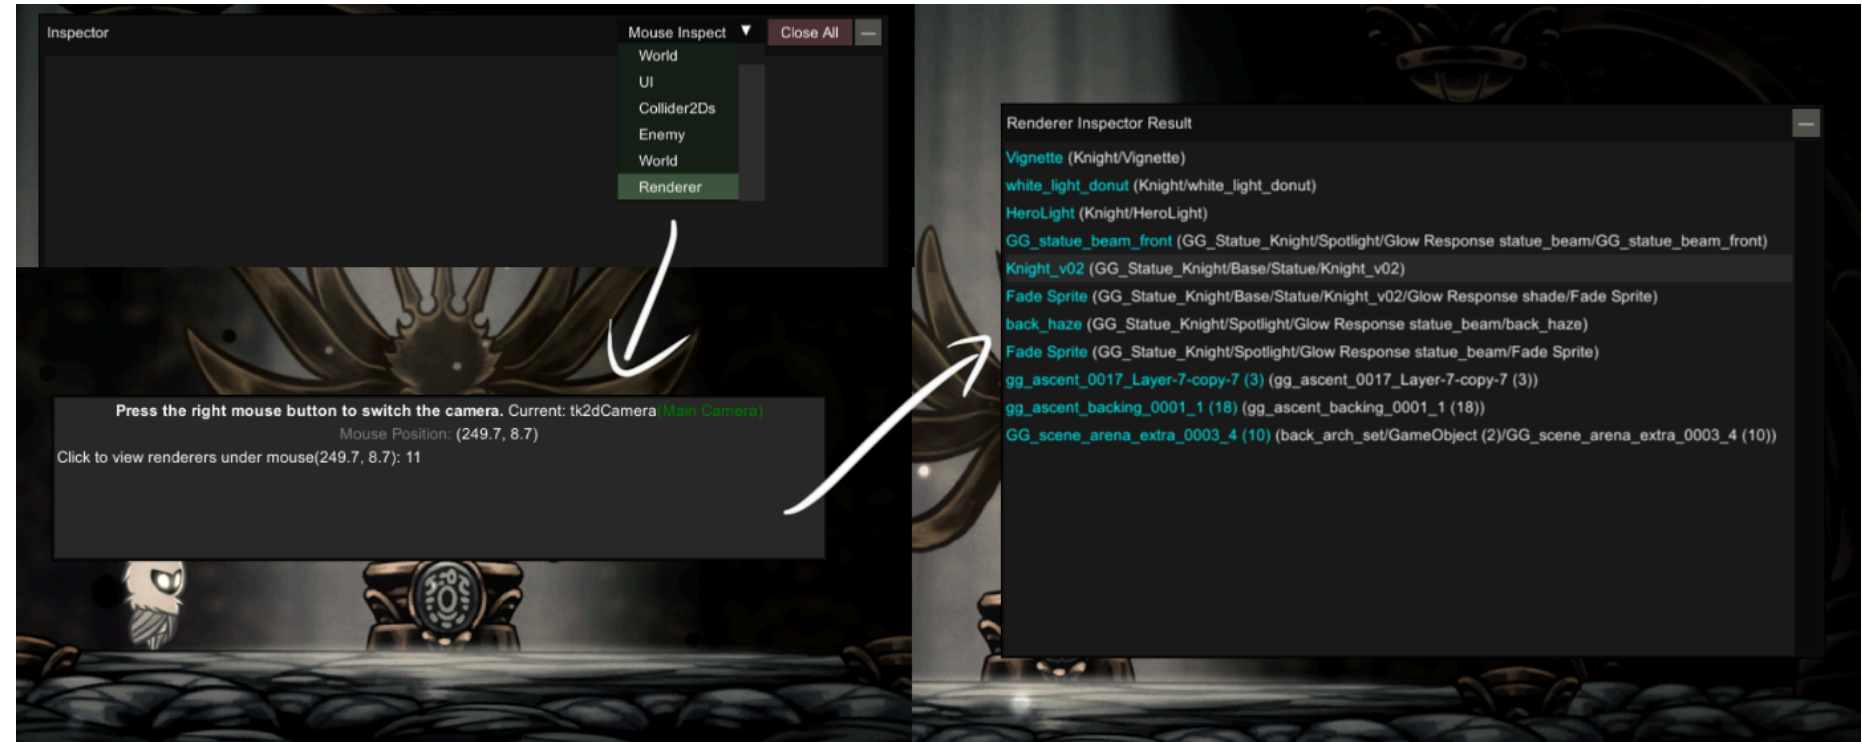 Inspector
Mouse Inspect ▼
Close All
World
UI
Collider2Ds
Enemy
World
Renderer
Press the right mouse button to switch the camera. Current: tk2dCamera(Main Camera)
Mouse Position: (249.7, 8.7)
Click to view renderers under mouse(249.7, 8.7): 11
Renderer Inspector Result
Vignette (Knight/Vignette)
white_light_donut (Knight/white_light_donut)
HeroLight (Knight/HeroLight)
GG_statue_beam_front (GG_Statue_Knight/Spotlight/Glow Response statue_beam/GG_statue_beam_front)
Knight_v02 (GG_Statue_Knight/Base/Statue/Knight_v02)
Fade Sprite (GG_Statue_Knight/Base/Statue/Knight_v02/Glow Response shade/Fade Sprite)
back_haze (GG_Statue_Knight/Spotlight/Glow Response statue_beam/back_haze)
Fade Sprite (GG_Statue_Knight/Spotlight/Glow Response statue_beam/Fade Sprite)
gg_ascent_0017_Layer-7-copy-7 (3) (gg_ascent_0017_Layer-7-copy-7 (3))
gg_ascent_backing_0001_1 (18) (gg_ascent_backing_0001_1 (18))
GG_scene_arena_extra_0003_4 (10) (back_arch_set/GameObject (2)/GG_scene_arena_extra_0003_4 (10))